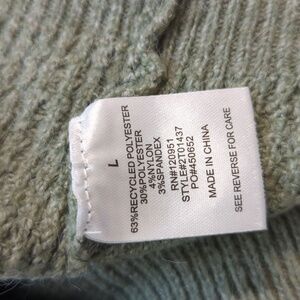 L
63%RECYCLED POLYESTER
30%POLYESTER
4%NYLON
3%SPANDEX
RN#120951
STYLE#2T01437
PO#450652
MADE IN CHINA
SEE REVERSE FOR CARE